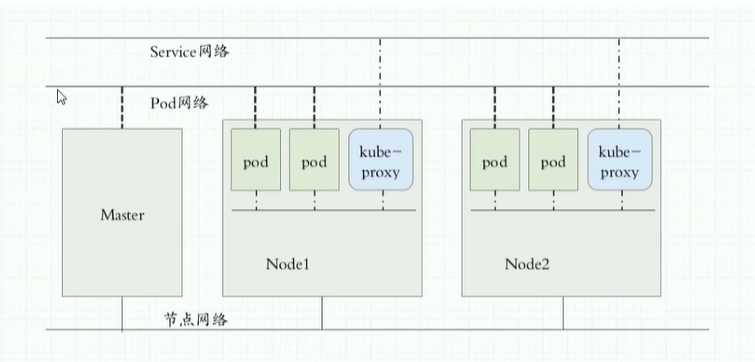 Service网络
Pod网络
pod
pod
kube-
proxy
pod
pod
kube-
proxy
Master
Node1
Node2
节点网络